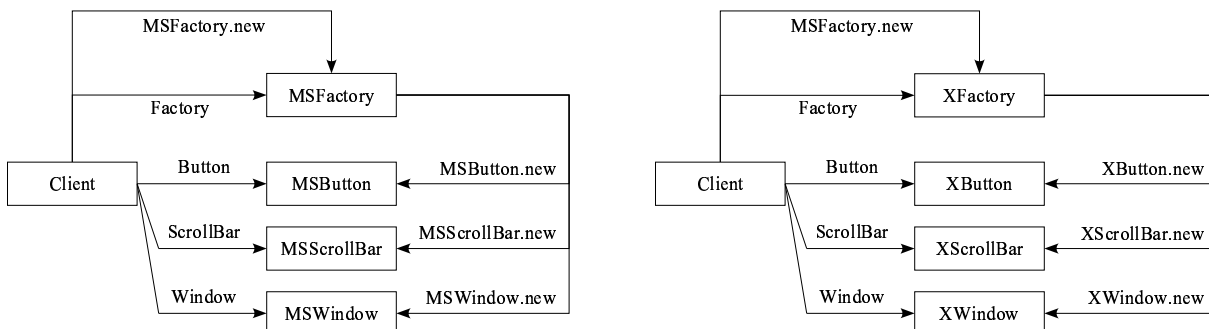 MSFactory.new
MSFactory
Factory
Client
Button
MSButton
MSButton.new
ScrollBar
MSScrollBar
MSScrollBar.new
Window
MSWindow
MSWindow.new
MSFactory.new
XFactory
Factory
Client
Button
XButton
XButton.new
ScrollBar
XScrollBar
XScrollBar.new
Window
XWindow
XWindow.new